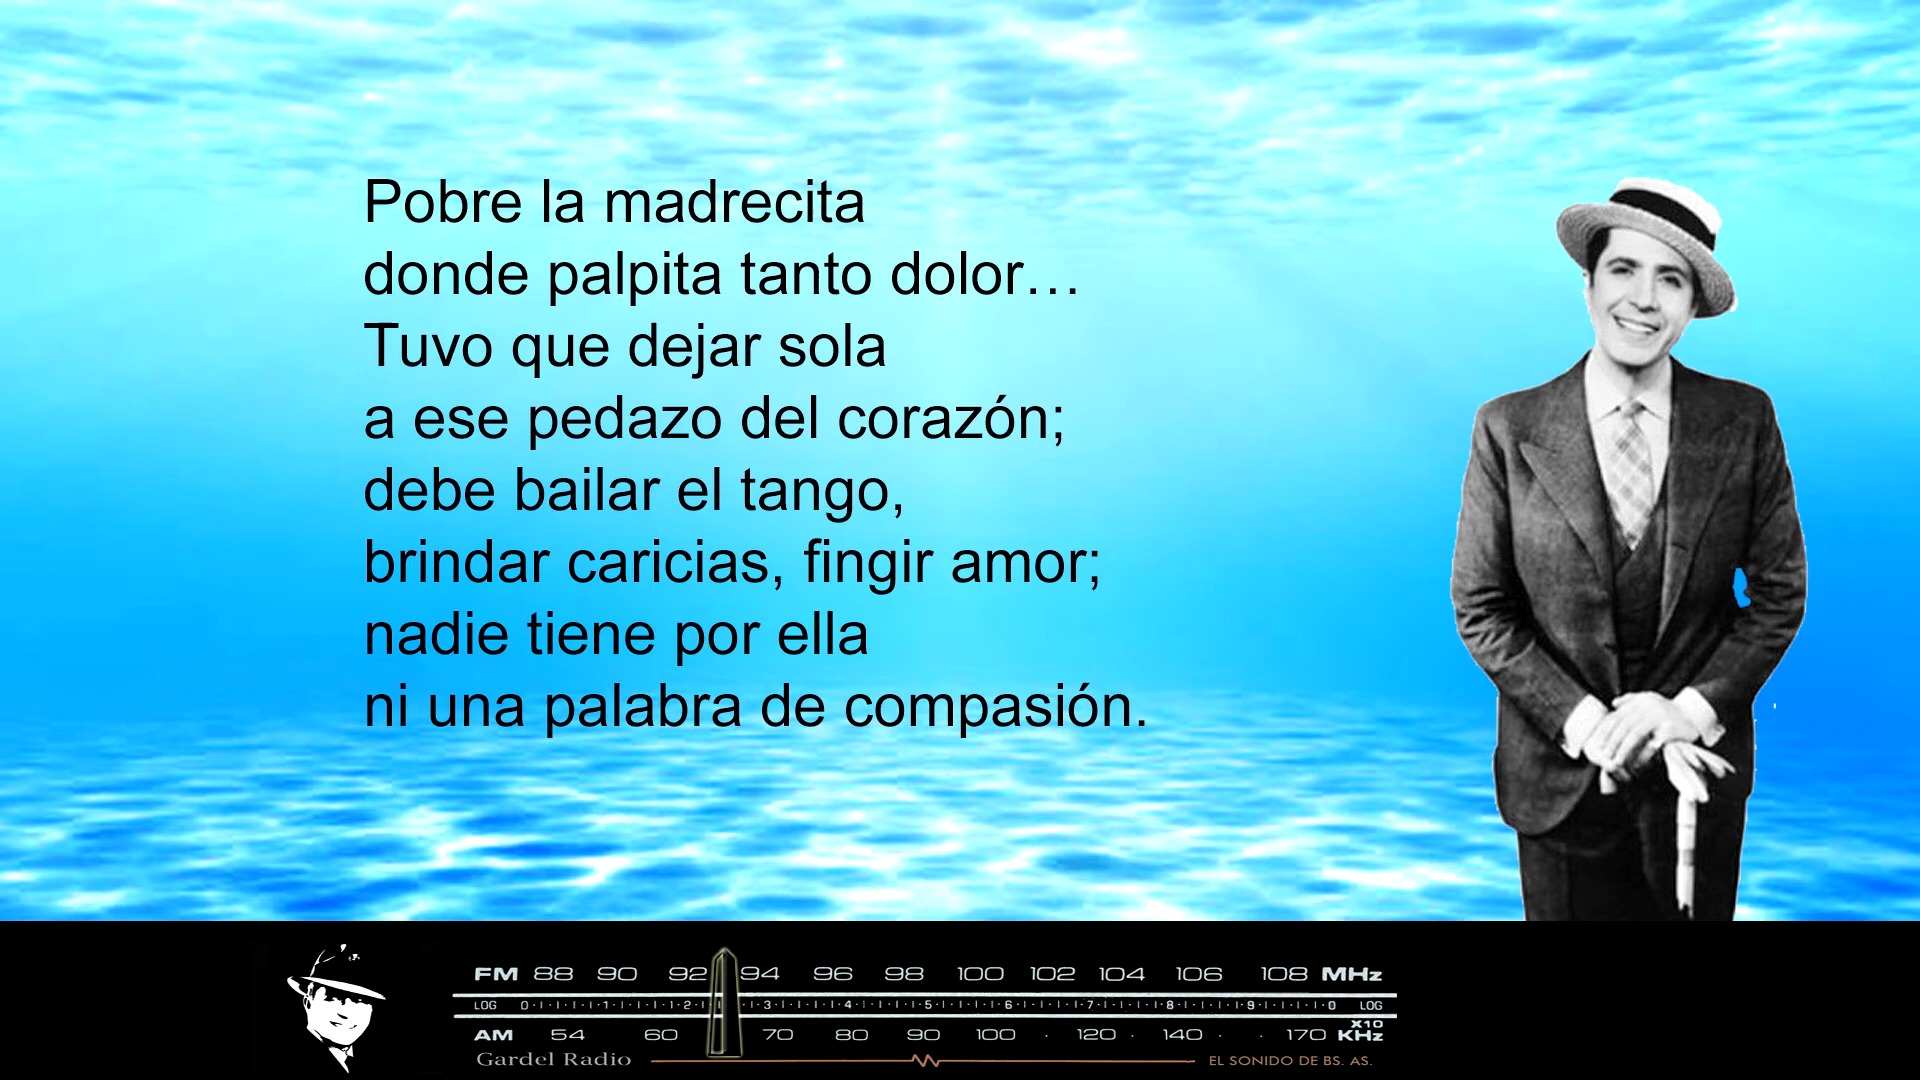 Pobre la madrecita
donde palpita tanto dolor…
Tuvo que dejar sola
a ese pedazo del corazón;
debe bailar el tango,
brindar caricias, fingir amor;
nadie tiene por ella
ni una palabra de compasión.
FM 88 90 92 94 96 98 100 102 104 106 108 MHz
LOG 0 1 2 3 4 5 6 7 8 9 0 LOG
AM 54 60 70 80 90 100 120 140 170 X10 KHz
Gardel Radio EL SONIDO DE BS. AS.